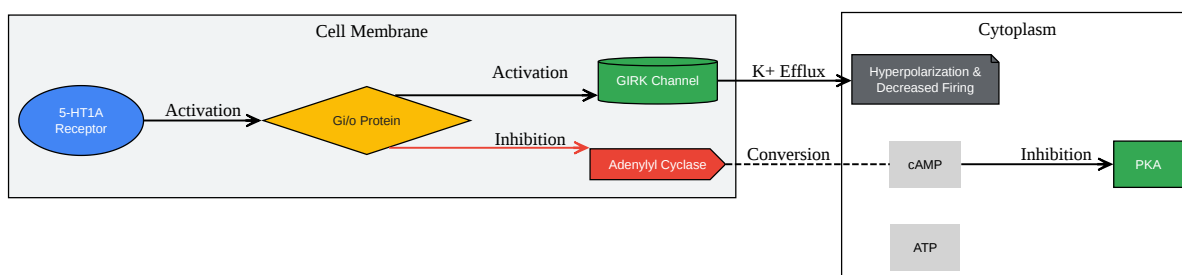 Cell Membrane
Cytoplasm
Activation
GIRK Channel
K+ Efflux
Hyperpolarization &
Decreased Firing
5-HT1A
Receptor
Activation
Gi/o Protein
Inhibition
Adenylyl Cyclase
Conversion
cAMP
Inhibition
PKA
ATP